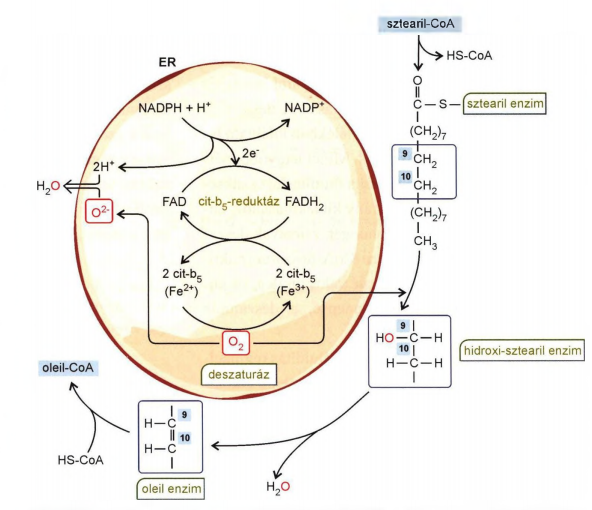 sztearil-CoA
HS-CoA
ER
O
C – S –
sztearil enzim
(CH₂)₇
9
CH₂
10
CH₂
(CH₂)₇
CH₃
NADPH + H⁺
NADP⁺
2e⁻
2H⁺
H₂O
O²⁻
FAD
cit-b₅-reduktáz
FADH₂
2 cit-b₅
(Fe²⁺)
2 cit-b₅
(Fe³⁺)
O₂
deszaturáz
9
HO – C – H
10
H – C – H
hidroxi-sztearil enzim
oleil-CoA
HS-CoA
H – C
9
H – C
10
oleil enzim
H₂O